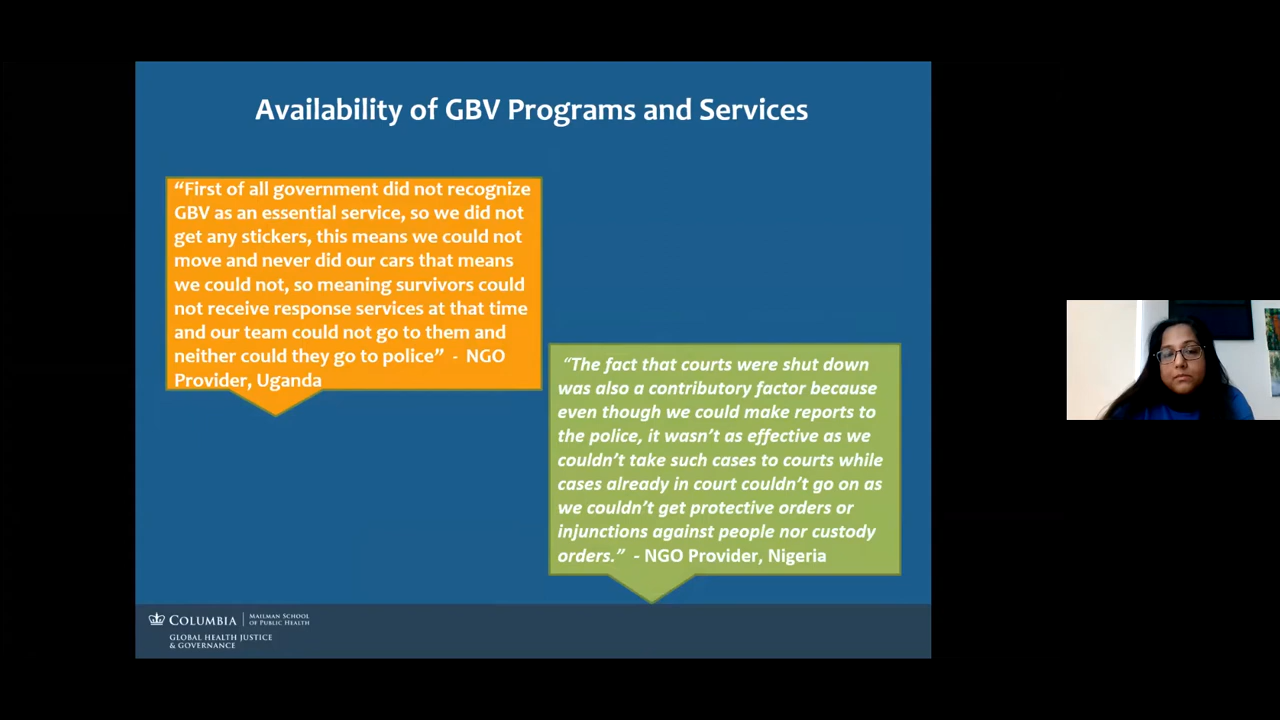 Availability of GBV Programs and Services
“First of all government did not recognize
GBV as an essential service, so we did not
get any stickers, this means we could not
move and never did our cars that means
we could not, so meaning survivors could
not receive response services at that time
and our team could not go to them and
neither could they go to police” - NGO
Provider, Uganda
“The fact that courts were shut down
was also a contributory factor because
even though we could make reports to
the police, it wasn’t as effective as we
couldn’t take such cases to courts while
cases already in court couldn’t go on as
we couldn’t get protective orders or
injunctions against people nor custody
orders.” - NGO Provider, Nigeria
COLUMBIA
MAILMAN SCHOOL
OF PUBLIC HEALTH
GLOBAL HEALTH JUSTICE
& GOVERNANCE